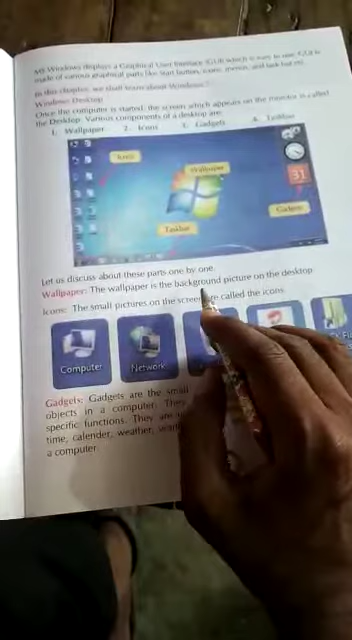 MS Windows displays a Graphical User Interface (GUI) which is easy to use. GUI is
made of various graphical parts like start button, icons, menus, and task bar etc.
In this chapter, we shall learn about Windows 7.
Windows Desktop
Once the computer is started, the screen which appears on the monitor is called
the Desktop. Various components of a desktop are:
1. Wallpaper 2. Icons 3. Gadgets 4. Taskbar
Icons
Wallpaper
31
Gadgets
Taskbar
Let us discuss about these parts one by one.
Wallpaper: The wallpaper is the background picture on the desktop.
Icons: The small pictures on the screen are called the icons.
Computer
Network
Gadgets: Gadgets are the small
objects in a computer. They
specific functions. They are
time, calender, weather,
a computer.